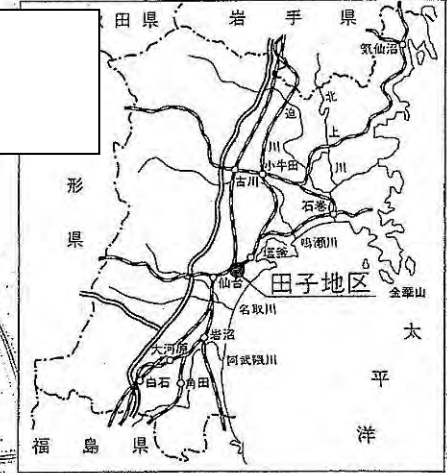 田県
岩手県
気仙沼
北
上
川
迫
川
小牛田
古川
石巻
鳴瀬川
塩釜
形
県
仙台
田子地区
金華山
名取川
太
平
洋
岩沼
大河原
阿武隈川
白石
角田
福島県